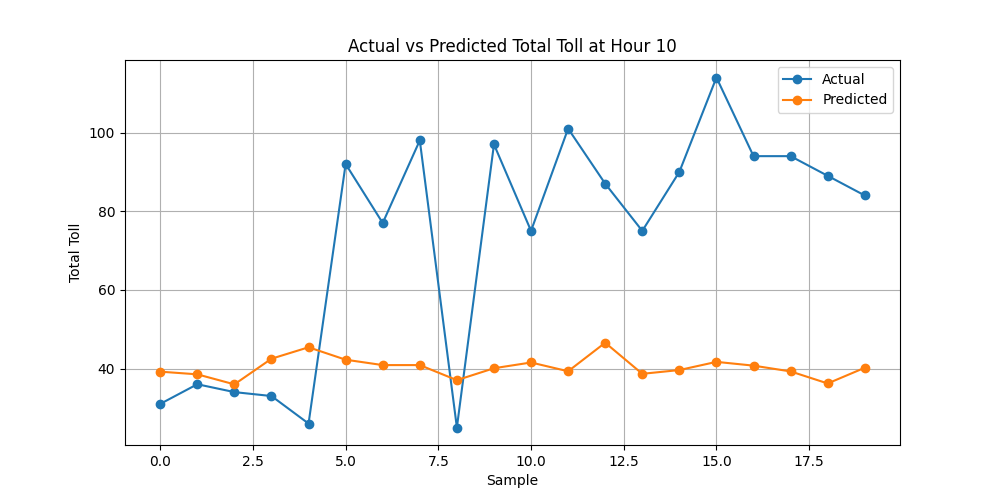 Actual vs Predicted Total Toll at Hour 10
Actual
Predicted
Total Toll
100
80
60
40
0.0 2.5 5.0 7.5 10.0 12.5 15.0 17.5
Sample